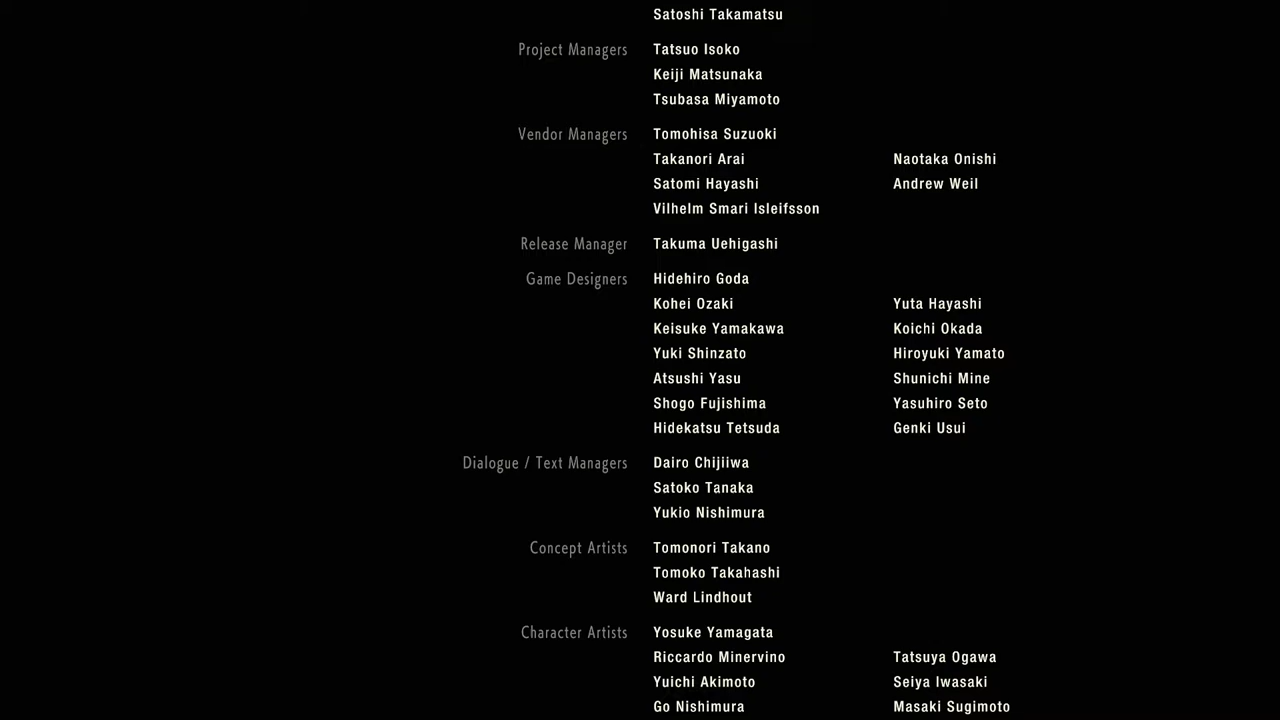 Satoshi Takamatsu
Project Managers Tatsuo Isoko
Keiji Matsunaka
Tsubasa Miyamoto
Vendor Managers Tomohisa Suzuoki
Takanori Arai Naotaka Onishi
Satomi Hayashi Andrew Weil
Vilhelm Smari Isleifsson
Release Manager Takuma Uehigashi
Game Designers Hidehiro Goda
Kohei Ozaki Yuta Hayashi
Keisuke Yamakawa Koichi Okada
Yuki Shinzato Hiroyuki Yamato
Atsushi Yasu Shunichi Mine
Shogo Fujishima Yasuhiro Seto
Hidekatsu Tetsuda Genki Usui
Dialogue / Text Managers Dairo Chijiiwa
Satoko Tanaka
Yukio Nishimura
Concept Artists Tomonori Takano
Tomoko Takahashi
Ward Lindhout
Character Artists Yosuke Yamagata
Riccardo Minervino Tatsuya Ogawa
Yuichi Akimoto Seiya Iwasaki
Go Nishimura Masaki Sugimoto